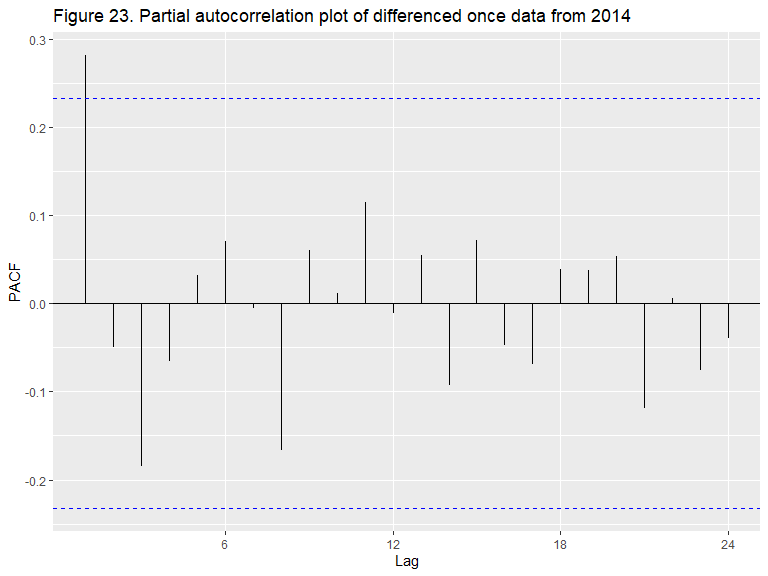 Figure 23. Partial autocorrelation plot of differenced once data from 2014
0.3
0.2
0.1
0.0
-0.1
-0.2
PACF
6 12 18 24
Lag